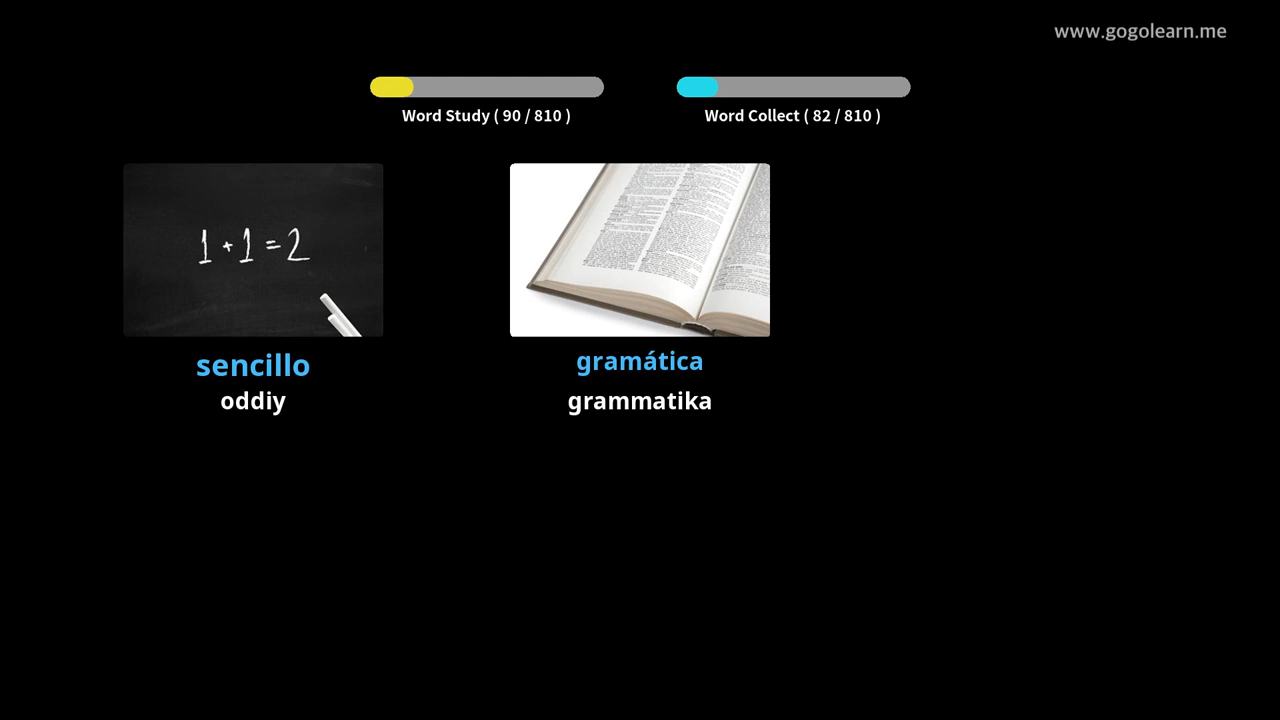 www.gogolearn.me
Word Study ( 90 / 810 )
Word Collect ( 82 / 810 )
1 + 1 = 2
sencillo
oddiy
gramática
grammatika